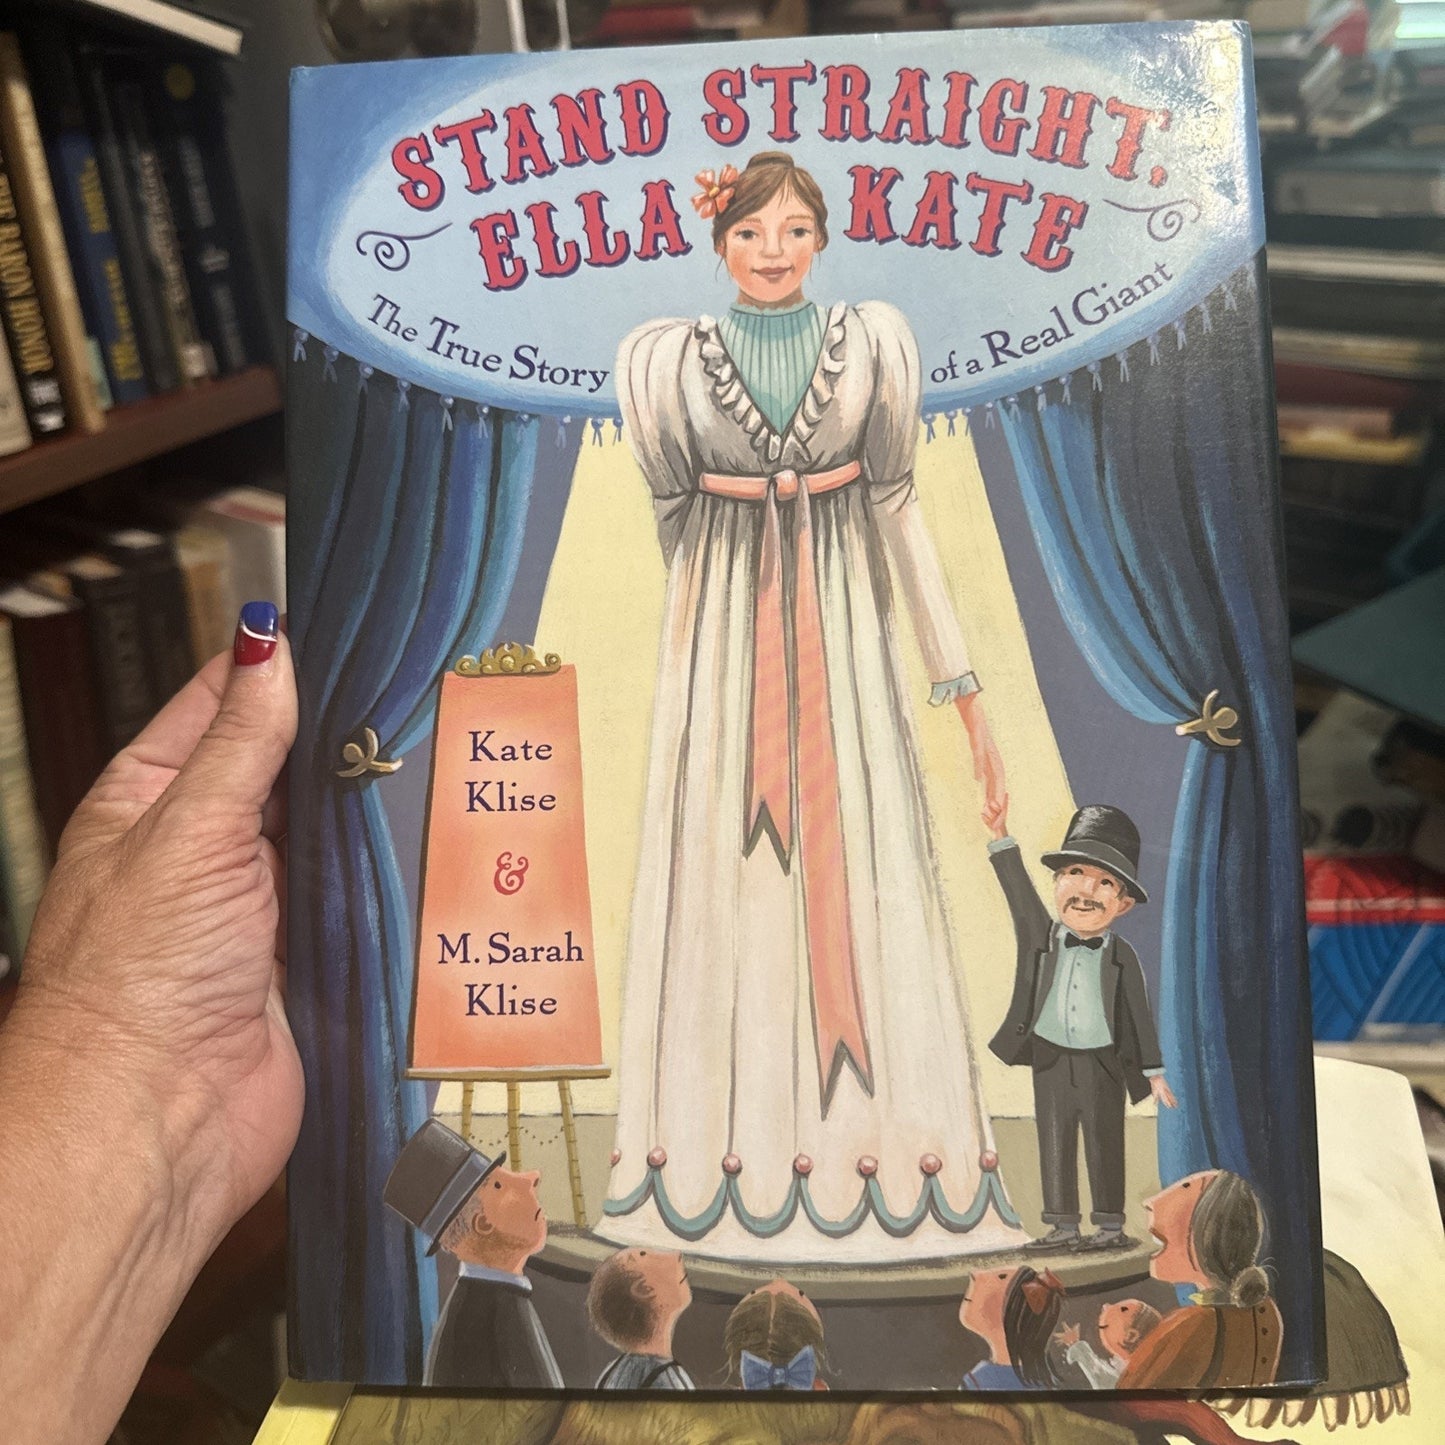 STAND STRAIGHT,
ELLA KATE
The True Story of a Real Giant
Kate
Klise
&
M. Sarah
Klise